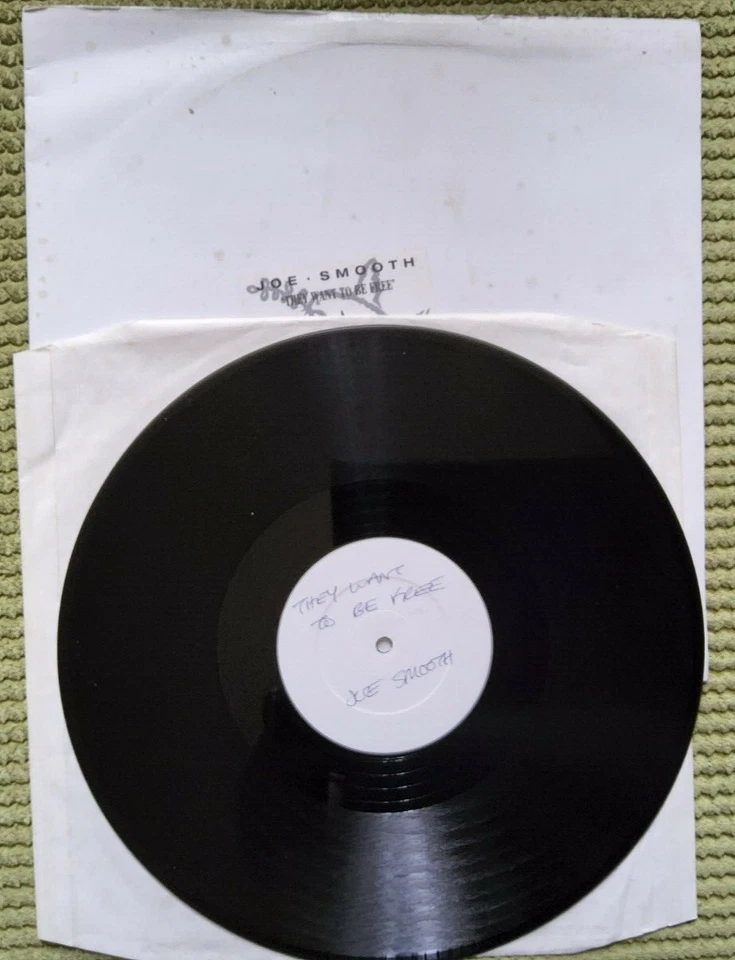 JOE · SMOOTH
'THEY WANT TO BE FREE'
THEY WANT
TO BE FREE
JOE SMOOTH